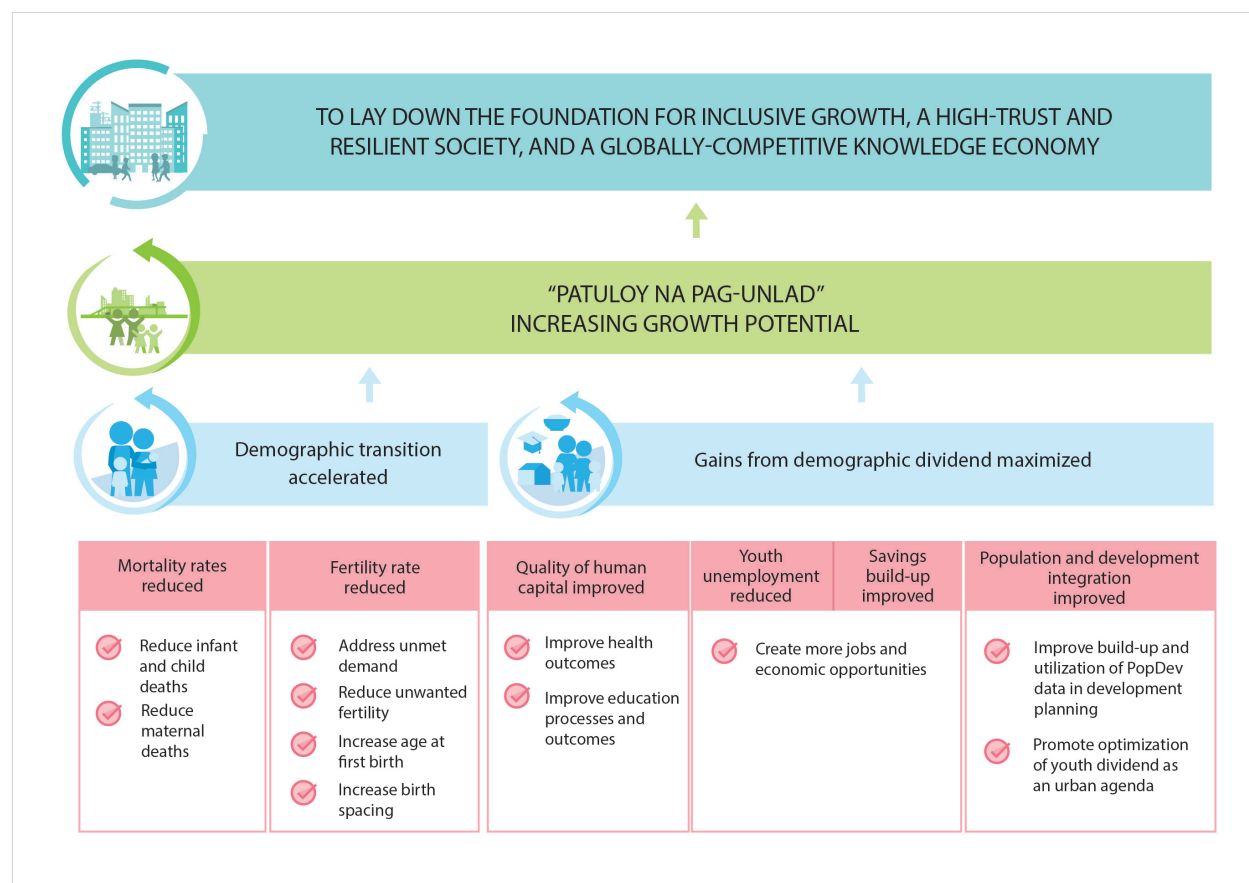 TO LAY DOWN THE FOUNDATION FOR INCLUSIVE GROWTH, A HIGH-TRUST AND
RESILIENT SOCIETY, AND A GLOBALLY-COMPETITIVE KNOWLEDGE ECONOMY
“PATULOY NA PAG-UNLAD”
INCREASING GROWTH POTENTIAL
Demographic transition
accelerated
Gains from demographic dividend maximized
Mortality rates
reduced
Reduce infant
and child
deaths
Reduce
maternal
deaths
Fertility rate
reduced
Address unmet
demand
Reduce unwanted
fertility
Increase age at
first birth
Increase birth
spacing
Quality of human
capital improved
Improve health
outcomes
Improve education
processes and
outcomes
Youth
unemployment
reduced
Savings
build-up
improved
Create more jobs and
economic opportunities
Population and development
integration
improved
Improve build-up and
utilization of PopDev
data in development
planning
Promote optimization
of youth dividend as
an urban agenda